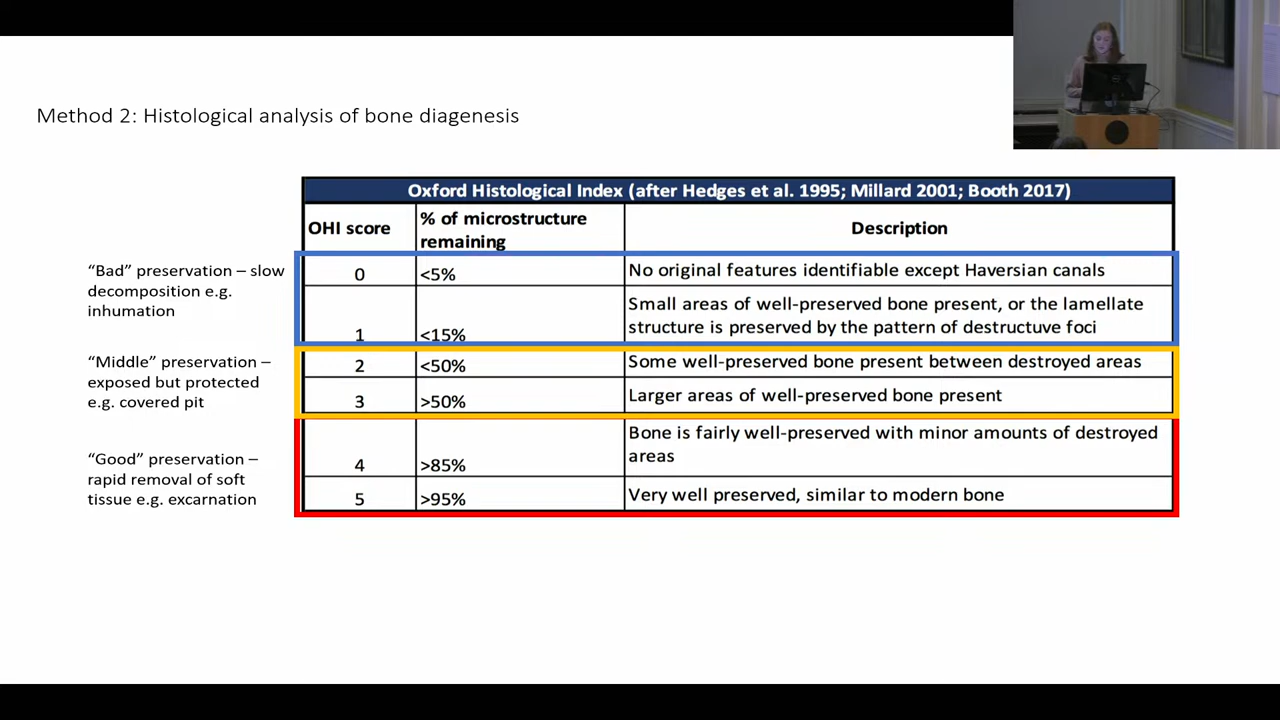 Method 2: Histological analysis of bone diagenesis
Oxford Histological Index (after Hedges et al. 1995; Millard 2001; Booth 2017)
OHI score
% of microstructure
remaining
Description
“Bad” preservation – slow
decomposition e.g.
inhumation
0
<5%
No original features identifiable except Haversian canals
1
<15%
Small areas of well-preserved bone present, or the lamellate
structure is preserved by the pattern of destructuve foci
“Middle” preservation –
exposed but protected
e.g. covered pit
2
<50%
Some well-preserved bone present between destroyed areas
3
>50%
Larger areas of well-preserved bone present
“Good” preservation –
rapid removal of soft
tissue e.g. excarnation
4
>85%
Bone is fairly well-preserved with minor amounts of destroyed
areas
5
>95%
Very well preserved, similar to modern bone